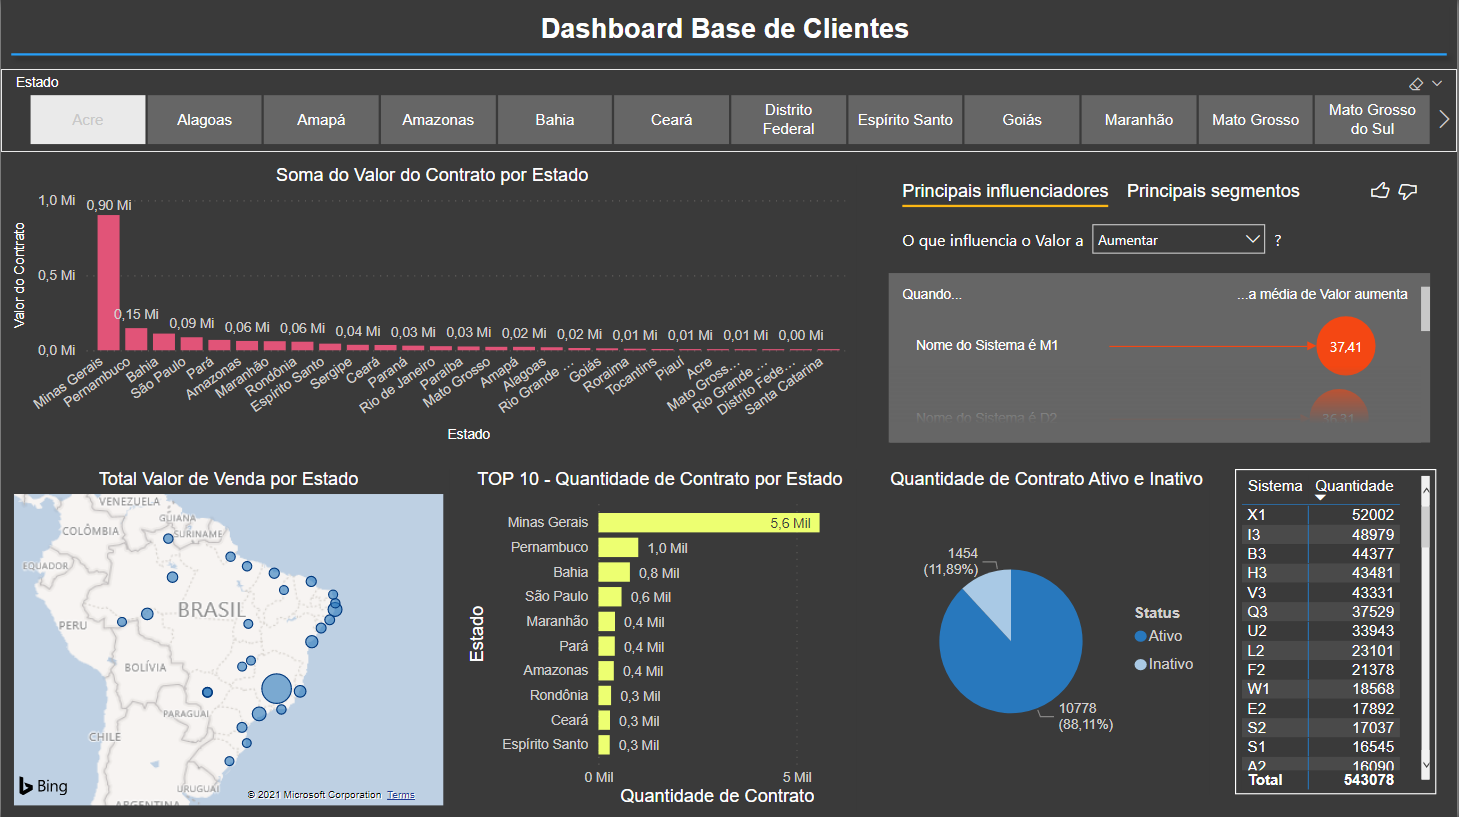 Dashboard Base de Clientes
Estado
Acre
Alagoas
Amapá
Amazonas
Bahia
Ceará
Distrito
Federal
Espírito Santo
Goiás
Maranhão
Mato Grosso
Mato Grosso
do Sul
Soma do Valor do Contrato por Estado
Valor do Contrato
1,0 Mi
0,5 Mi
0,0 Mi
0,90 Mi
0,15 Mi
0,09 Mi
0,06 Mi
0,06 Mi
0,04 Mi
0,03 Mi
0,03 Mi
0,02 Mi
0,02 Mi
0,01 Mi
0,01 Mi
0,01 Mi
0,00 Mi
Minas Gerais
Pernambuco
Bahia
São Paulo
Pará
Amazonas
Maranhão
Rondônia
Espírito Santo
Sergipe
Ceará
Paraná
Rio de Janeiro
Paraíba
Mato Grosso
Amapá
Alagoas
Rio Grande ...
Goiás
Roraima
Tocantins
Piauí
Acre
Mato Gross...
Rio Grande ...
Distrito Fede...
Santa Catarina
Estado
Principais influenciadores
Principais segmentos
O que influencia o Valor a
Aumentar
?
Quando...
...a média de Valor aumenta
Nome do Sistema é M1
37,41
Nome do Sistema é D2
36,31
Total Valor de Venda por Estado
VENEZUELA
GUIANA
COLÔMBIA
SURINAME
EQUADOR
BRASIL
PERU
BOLÍVIA
PARAGUAI
CHILE
URUGUAI
ARGENTINA
Bing
© 2021 Microsoft Corporation Terms
TOP 10 - Quantidade de Contrato por Estado
Estado
Minas Gerais 5,6 Mil
Pernambuco 1,0 Mil
Bahia 0,8 Mil
São Paulo 0,6 Mil
Maranhão 0,4 Mil
Pará 0,4 Mil
Amazonas 0,4 Mil
Rondônia 0,3 Mil
Ceará 0,3 Mil
Espírito Santo 0,3 Mil
0 Mil 5 Mil
Quantidade de Contrato
Quantidade de Contrato Ativo e Inativo
1454
(11,89%)
10778
(88,11%)
Status
Ativo
Inativo
Sistema Quantidade
X1 52002
I3 48979
B3 44377
H3 43481
V3 43331
Q3 37529
U2 33943
L2 23101
F2 21378
W1 18568
E2 17892
S2 17037
S1 16545
A2 16090
Total 543078